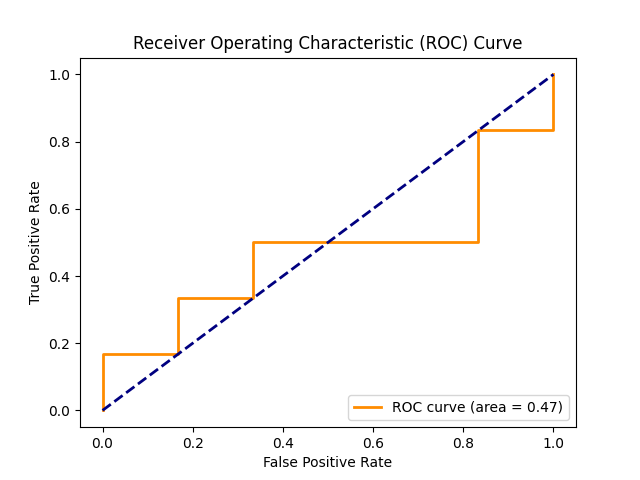 Receiver Operating Characteristic (ROC) Curve
True Positive Rate
1.0
0.8
0.6
0.4
0.2
0.0
0.0 0.2 0.4 0.6 0.8 1.0
False Positive Rate
ROC curve (area = 0.47)